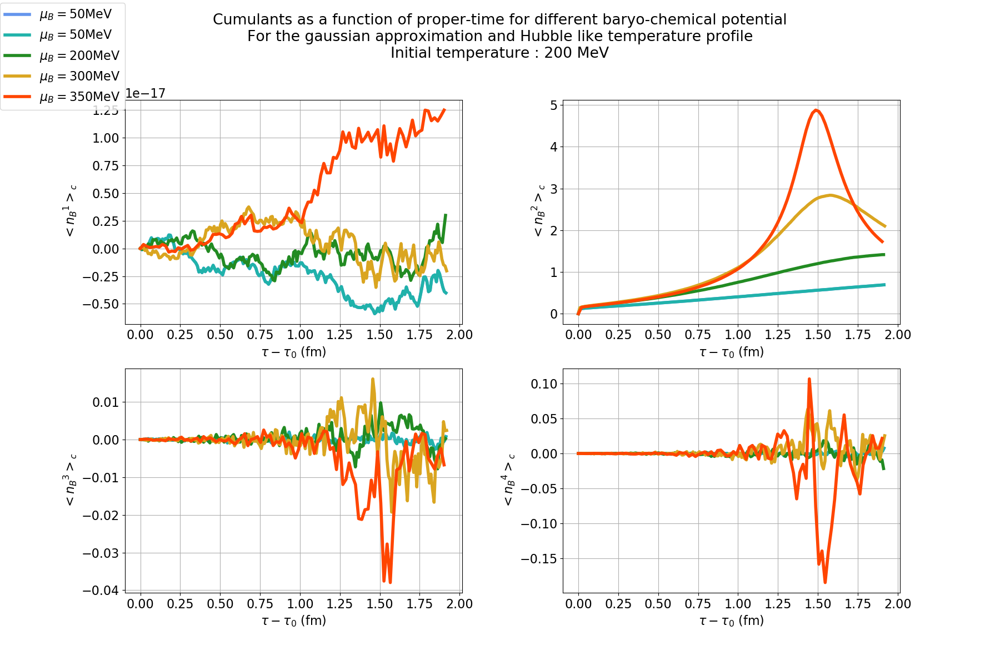 μB = 50MeV
μB = 50MeV
μB = 200MeV
μB = 300MeV
μB = 350MeV
Cumulants as a function of proper-time for different baryo-chemical potential
For the gaussian approximation and Hubble like temperature profile
Initial temperature : 200 MeV
1e−17
1.25
1.00
0.75
0.50
0.25
0.00
−0.25
−0.50
< nB¹ >c
0.00 0.25 0.50 0.75 1.00 1.25 1.50 1.75 2.00
τ − τ0 (fm)
5
4
3
2
1
0
< nB² >c
0.00 0.25 0.50 0.75 1.00 1.25 1.50 1.75 2.00
τ − τ0 (fm)
0.01
0.00
−0.01
−0.02
−0.03
−0.04
< nB³ >c
0.00 0.25 0.50 0.75 1.00 1.25 1.50 1.75 2.00
τ − τ0 (fm)
0.10
0.05
0.00
−0.05
−0.10
−0.15
< nB⁴ >c
0.00 0.25 0.50 0.75 1.00 1.25 1.50 1.75 2.00
τ − τ0 (fm)